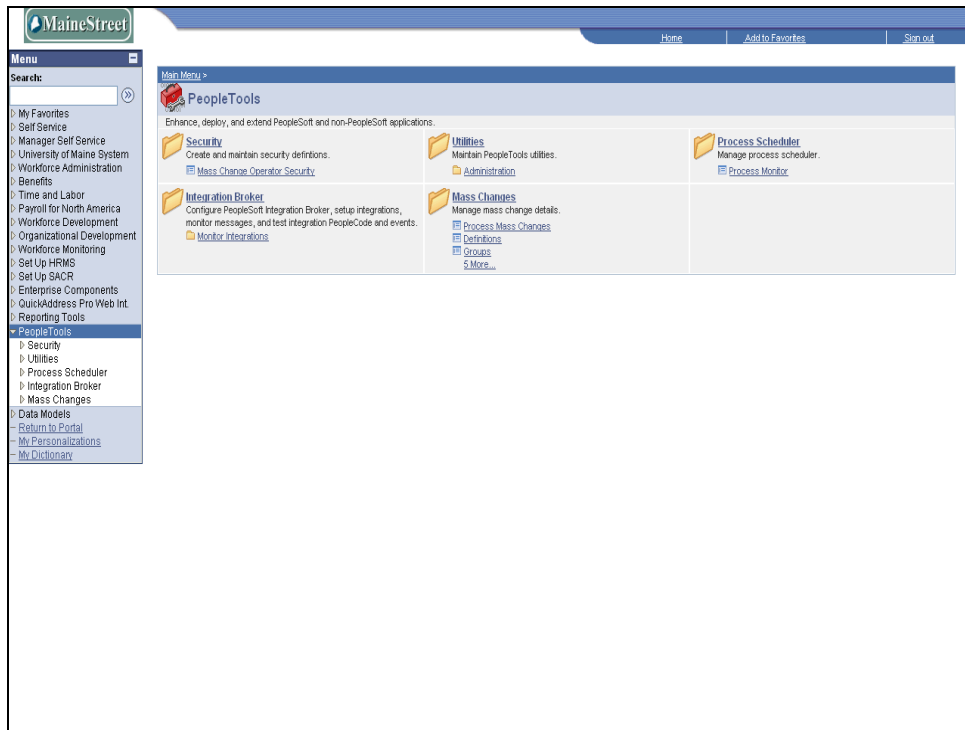 MaineStreet
Home Add to Favorites Sign out
Menu
Search:
My Favorites
Self Service
Manager Self Service
University of Maine System
Workforce Administration
Benefits
Time and Labor
Payroll for North America
Workforce Development
Organizational Development
Workforce Monitoring
Set Up HRMS
Set Up SACR
Enterprise Components
QuickAddress Pro Web Int.
Reporting Tools
PeopleTools
Security
Utilities
Process Scheduler
Integration Broker
Mass Changes
Data Models
Return to Portal
My Personalizations
My Dictionary
Main Menu >
PeopleTools
Enhance, deploy, and extend PeopleSoft and non-PeopleSoft applications.
Security
Create and maintain security defintions.
Mass Change Operator Security
Utilities
Maintain PeopleTools utilities.
Administration
Process Scheduler
Manage process scheduler.
Process Monitor
Integration Broker
Configure PeopleSoft Integration Broker, setup integrations,
monitor messages, and test integration PeopleCode and events.
Monitor Integrations
Mass Changes
Manage mass change details.
Process Mass Changes
Definitions
Groups
5 More...